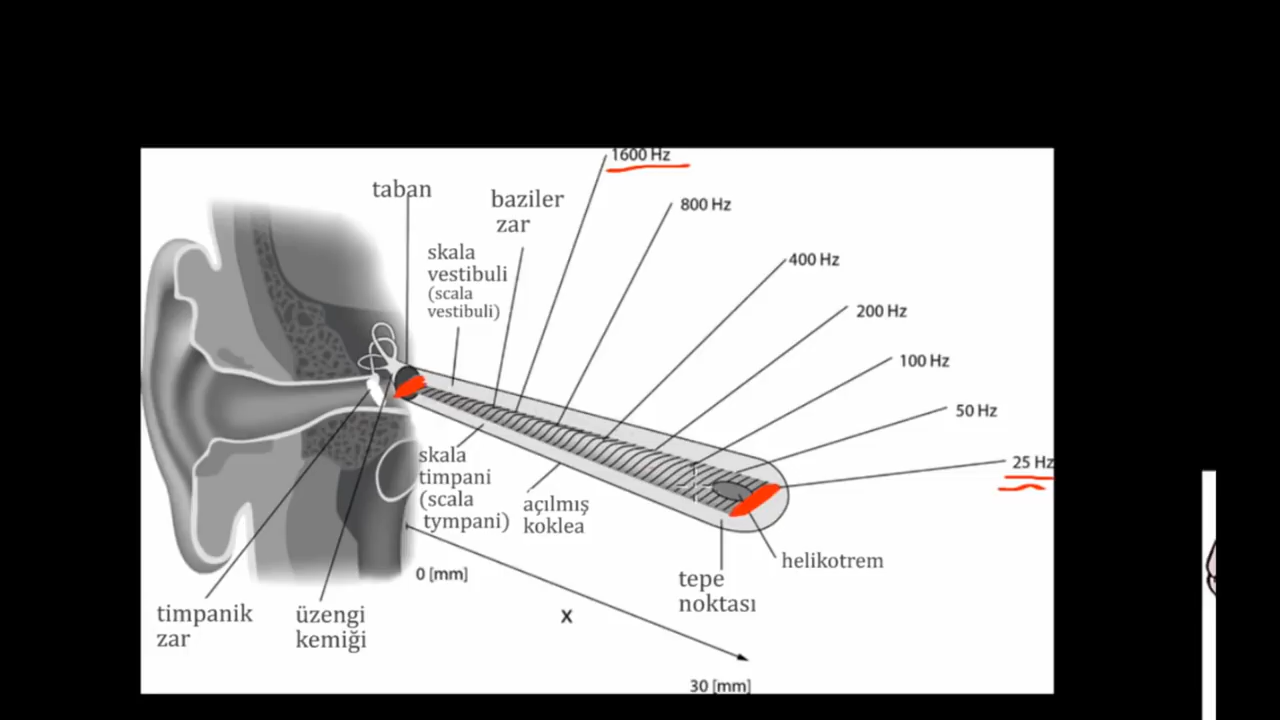 1600 Hz
taban
baziler
zar
800 Hz
skala
vestibuli
(scala
vestibuli)
400 Hz
200 Hz
100 Hz
50 Hz
25 Hz
skala
timpani
(scala
tympani)
açılmış
koklea
helikotrem
0 [mm]
tepe
noktası
timpanik
zar
üzengi
kemiği
x
30 [mm]